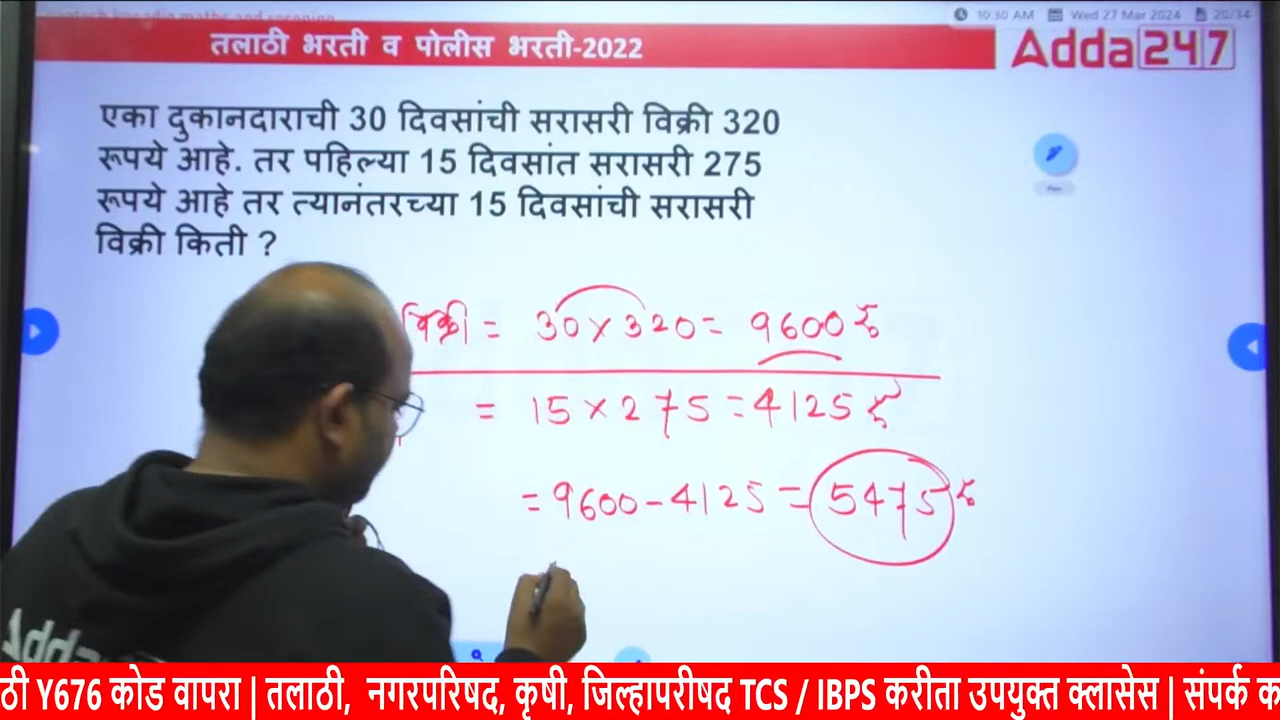 10:30 AM Wed 27 Mar 2024 20/34
तलाठी भरती व पोलीस भरती-2022
Adda247
एका दुकानदाराची 30 दिवसांची सरासरी विक्री 320
रूपये आहे. तर पहिल्या 15 दिवसांत सरासरी 275
रूपये आहे तर त्यानंतरच्या 15 दिवसांची सरासरी
विक्री किती ?
विक्री = 30 × 320 = 9600 रु
= 15 × 275 = 4125 रु
= 9600 - 4125 = 5475 रु
Adda
ठी Y676 कोड वापरा | तलाठी, नगरपरिषद, कृषी, जिल्हापरीषद TCS / IBPS करीता उपयुक्त क्लासेस | संपर्क क